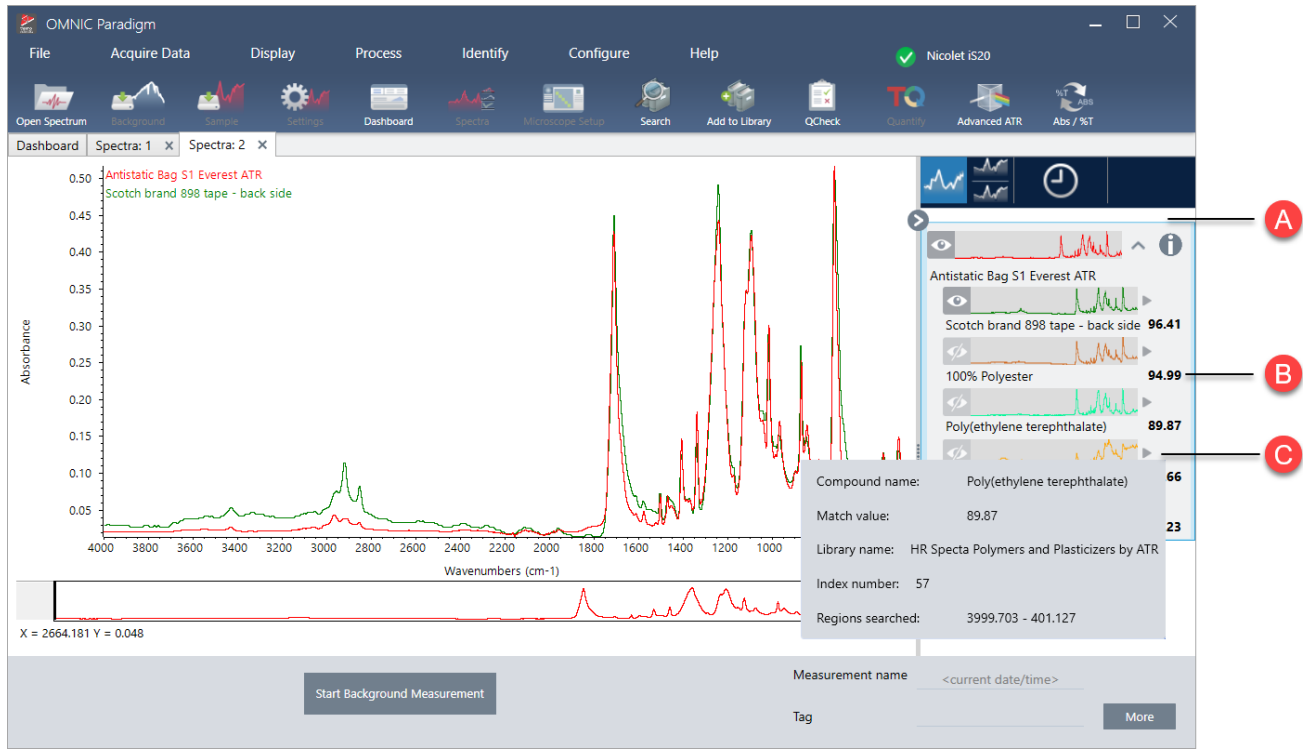 OMNIC Paradigm
File Acquire Data Display Process Identify Configure Help Nicolet iS20
%T ABS TQ
Open Spectrum Background Sample Settings Dashboard Spectra Microscope Setup Search Add to Library QCheck Quantify Advanced ATR Abs / %T
Dashboard Spectra: 1 X Spectra: 2 X
Antistatic Bag S1 Everest ATR
Scotch brand 898 tape - back side
0.50
0.45
0.40
0.35
0.30
0.25
0.20
0.15
0.10
0.05
Absorbance
4000 3800 3600 3400 3200 3000 2800 2600 2400 2200 2000 1800 1600 1400 1200 1000
Wavenumbers (cm-1)
X = 2664.181 Y = 0.048
A
Antistatic Bag S1 Everest ATR
Scotch brand 898 tape - back side 96.41
100% Polyester 94.99
B
Poly(ethylene terephthalate) 89.87
C
66
23
Compound name: Poly(ethylene terephthalate)
Match value: 89.87
Library name: HR Specta Polymers and Plasticizers by ATR
Index number: 57
Regions searched: 3999.703 - 401.127
Start Background Measurement
Measurement name <current date/time>
Tag
More